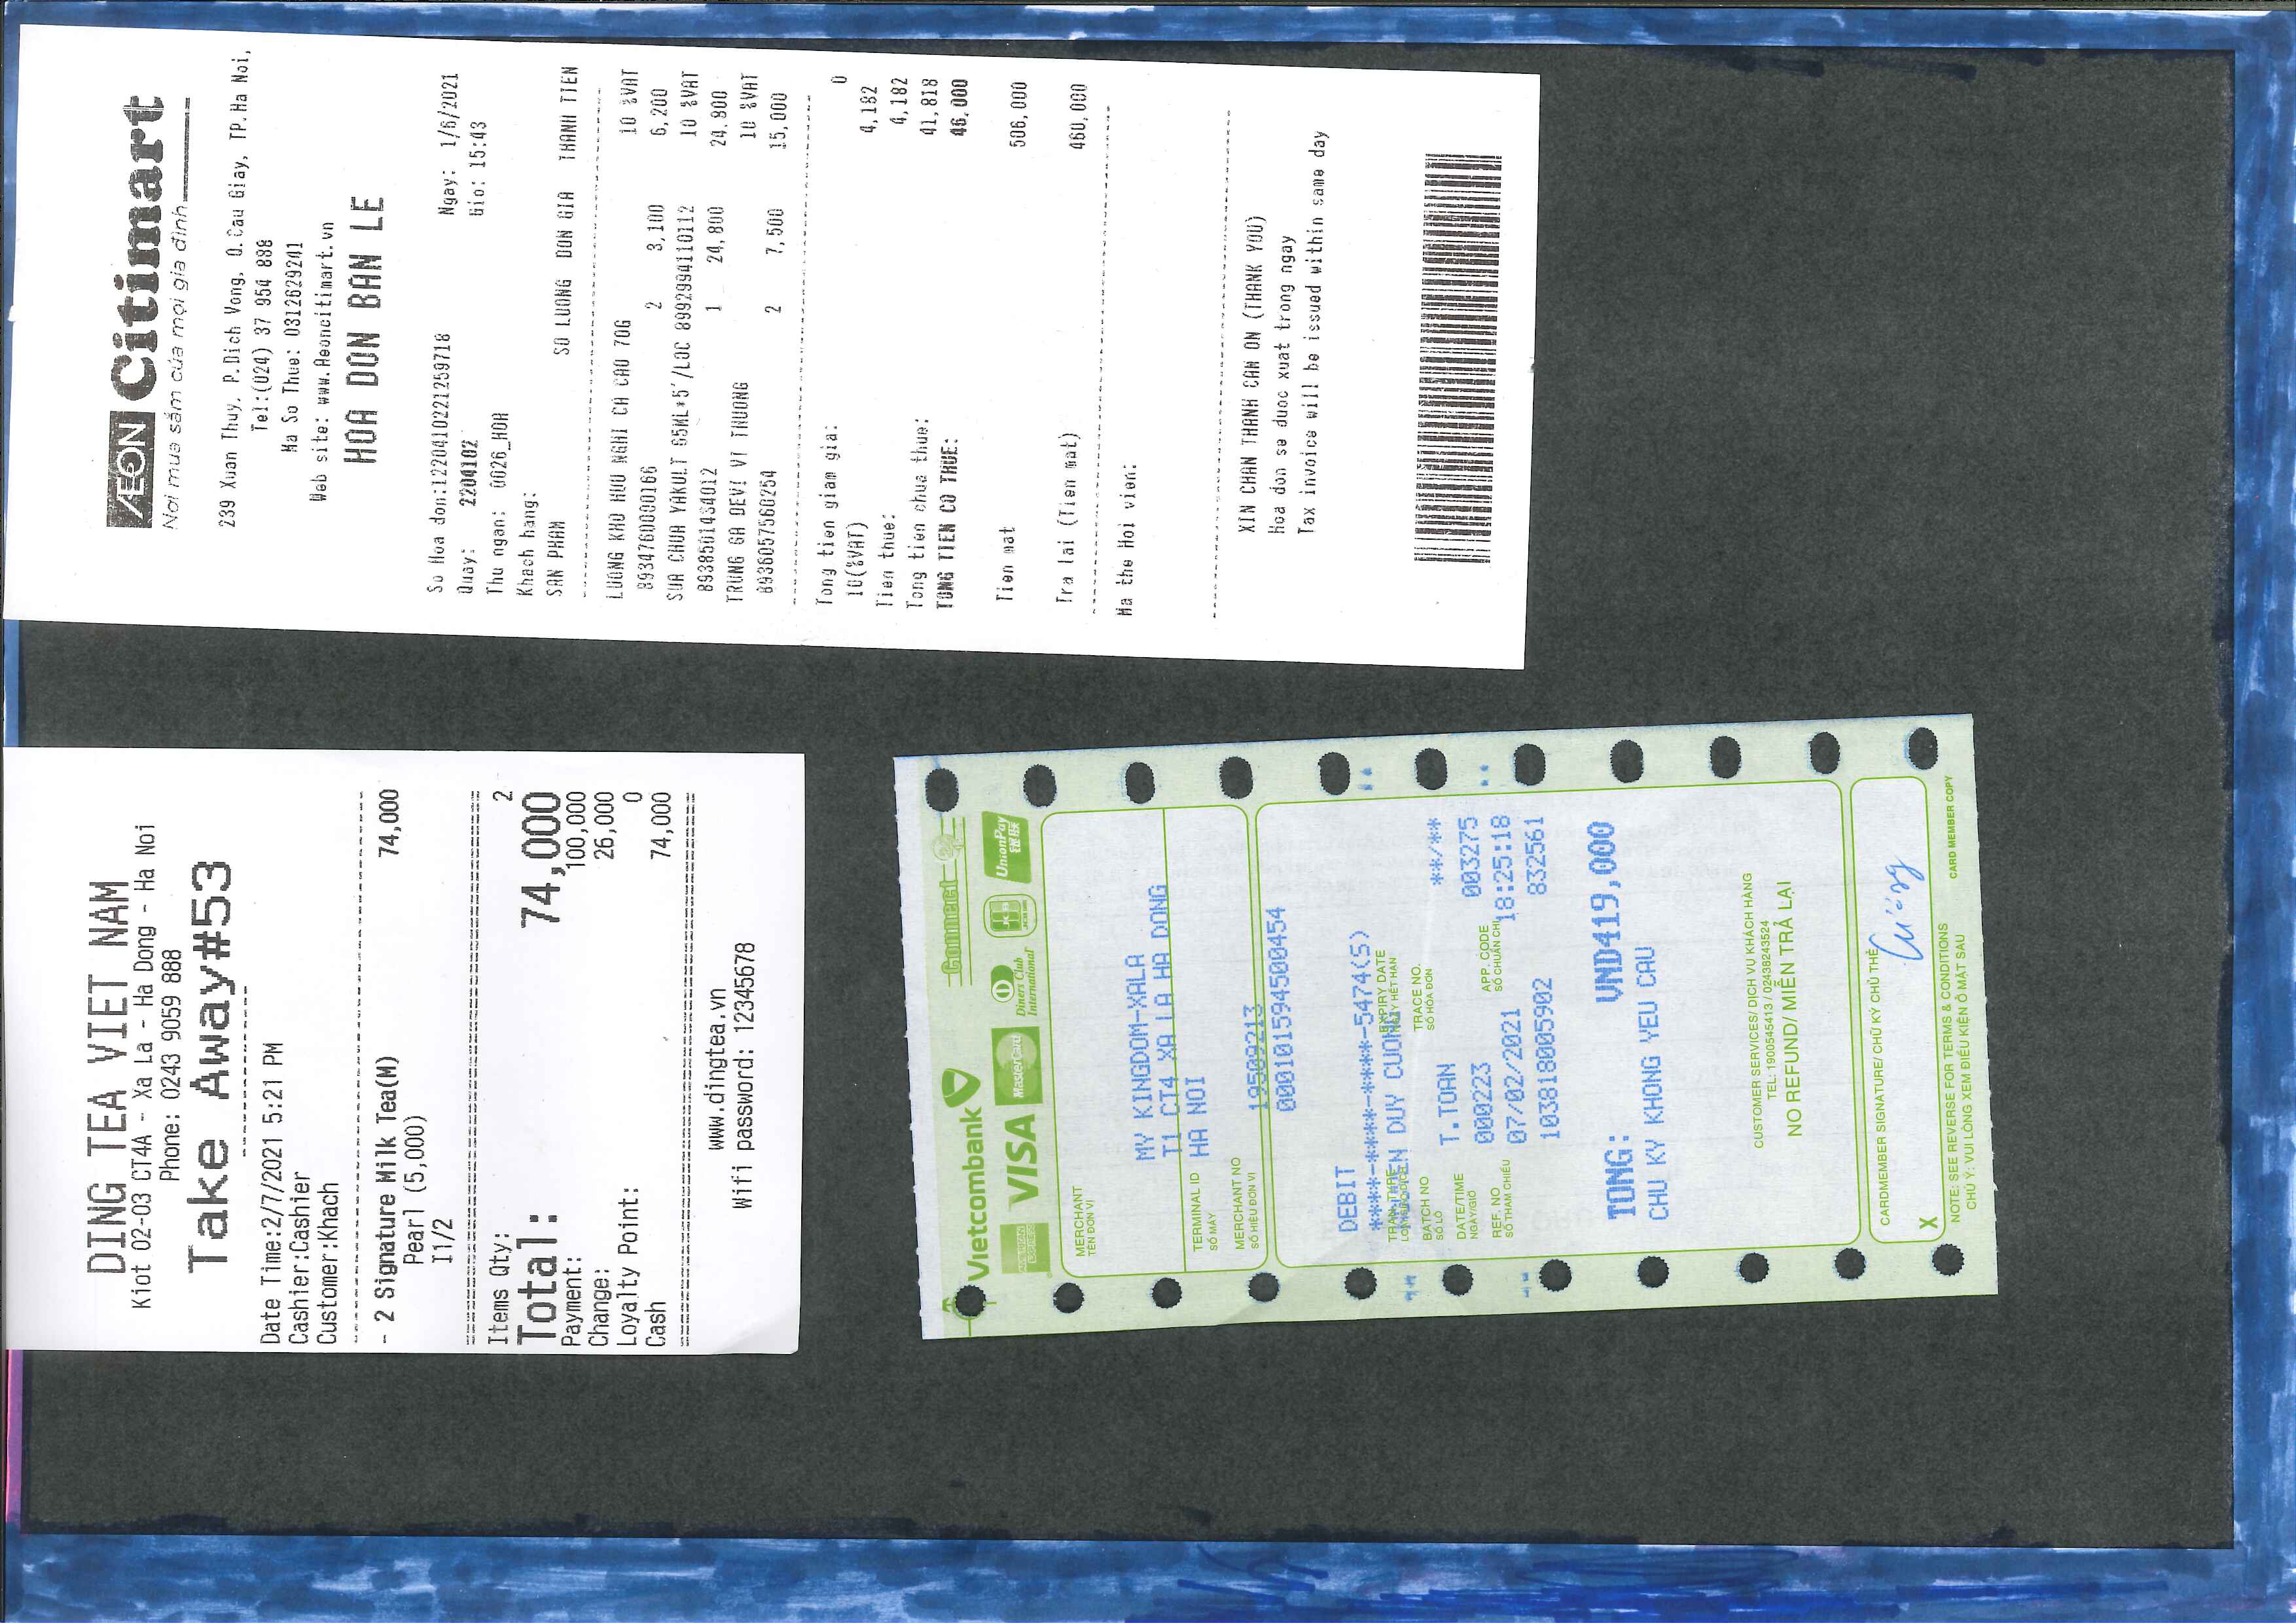 AEON Citimart
Nơi mua sắm của mọi gia đình
239 Xuan Thuy, P.Dich Vong, Q.Cau Giay, TP.Ha Noi,
Tel:(024) 37 954 888
Ma So Thue: 0312629241
Web site: www.Aeoncitimart.vn
HOA DON BAN LE
So Hoa don:1220410221259718 Ngay: 1/6/2021
Quay: 2204102 Gio: 15:43
Thu ngan: 0026_HOA
Khach hang:
SAN PHAM SO LUONG DON GIA THANH TIEN
LUONG KHO HUU NGHI CA CAO 70G 10 %VAT
8934760000166 2 3,100 6,200
SUA CHUA YAKULT 65ML*5'/LOC 8992994110112 10 %VAT
8938501434012 1 24,800 24,800
TRUNG GA DEVI VI THUONG 10 %VAT
8936057560254 2 7,500 15,000
Tong tien giam gia: 0
10(%VAT) 4,182
Tien thue: 4,182
Tong tien chua thue: 41,818
TONG TIEN CO THUE: 46,000
Tien mat 506,000
Tra lai (Tien mat) 460,000
Ma the Hoi vien:
XIN CHAN THANH CAM ON (THANK YOU)
Hoa don se duoc xuat trong ngay
Tax invoice will be issued within same day
DING TEA VIET NAM
Kiot 02-03 CT4A - Xa La - Ha Dong - Ha Noi
Phone: 0243 9059 888
Take Away#53
Date Time:2/7/2021 5:21 PM
Cashier:Cashier
Customer:Khach
- 2 Signature Milk Tea(M) 74,000
Pearl (5,000)
I1/2
Items Qty: 2
Total: 74,000
Payment: 100,000
Change: 26,000
Loyalty Point: 0
Cash 74,000
www.dingtea.vn
Wifi password: 12345678
Vietcombank Connect 24
AMERICAN EXPRESS VISA MasterCard Diners Club International JCB UnionPay 银联
MERCHANT
TÊN ĐƠN VỊ
MY KINGDOM-XALA
T1 CT4 XA LA HA DONG
TERMINAL ID HA NOI
SỐ MÁY
MERCHANT NO 19509213
SỐ HIỆU ĐƠN VỊ
000101594500454
DEBIT
****-****-****-5474(S)
NGUYEN DUY CUONG
EXPIRY DATE **/**
NGÀY HẾT HẠN
BATCH NO T.TOAN TRACE NO.
SỐ LÔ 000223 SỐ HÓA ĐƠN 003275
DATE/TIME 07/02/2021 18:25:18
NGÀY/GIỜ
APP. CODE
SỐ CHUẨN CHI
REF. NO 103818005902 832561
SỐ THAM CHIẾU
TONG: VND419,000
CHU KY KHONG YEU CAU
CUSTOMER SERVICES/ DỊCH VỤ KHÁCH HÀNG
TEL: 1900545413 / 02438243524
NO REFUND/ MIỄN TRẢ LẠI
CARDMEMBER SIGNATURE/ CHỮ KÝ CHỦ THẺ
X Cường
NOTE: SEE REVERSE FOR TERMS & CONDITIONS
CHÚ Ý: VUI LÒNG XEM ĐIỀU KIỆN Ở MẶT SAU
CARD MEMBER COPY